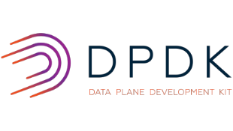 DPDK
DATA PLANE DEVELOPMENT KIT